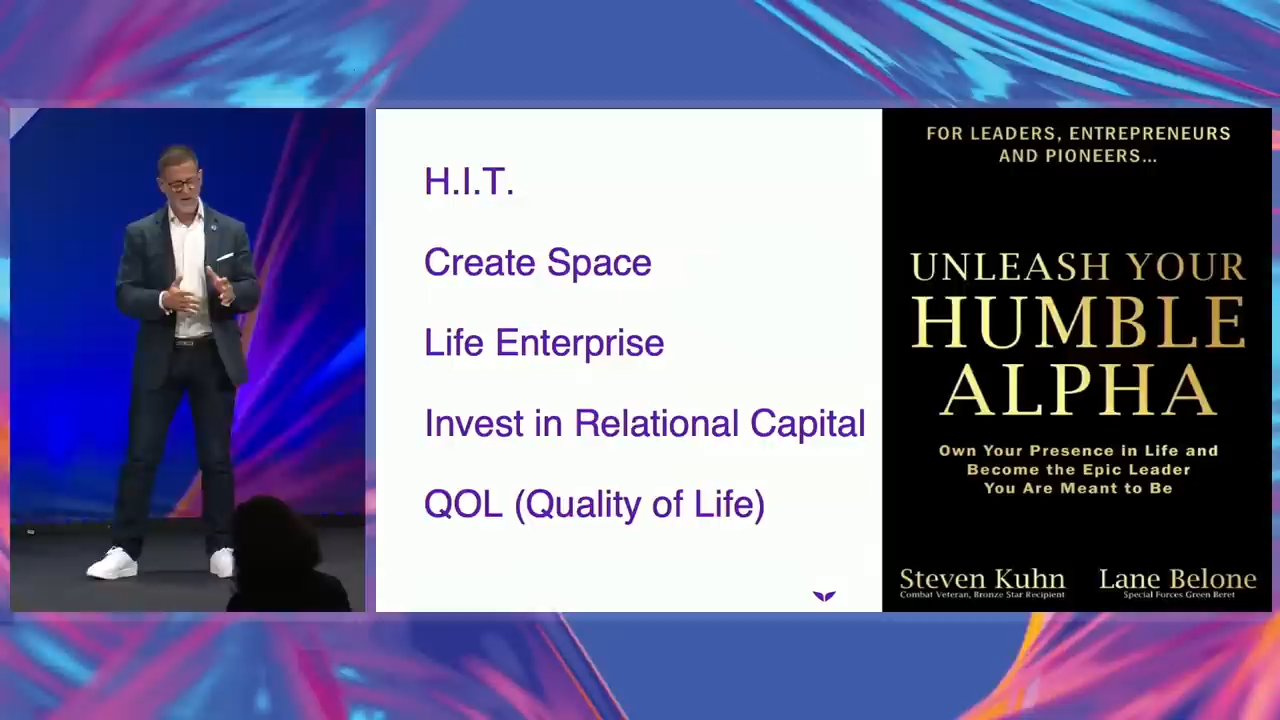 H.I.T.
Create Space
Life Enterprise
Invest in Relational Capital
QOL (Quality of Life)
FOR LEADERS, ENTREPRENEURS
AND PIONEERS...
UNLEASH YOUR
HUMBLE
ALPHA
Own Your Presence in Life and
Become the Epic Leader
You Are Meant to Be
Steven Kuhn
Combat Veteran, Bronze Star Recipient
Lane Belone
Special Forces Green Beret